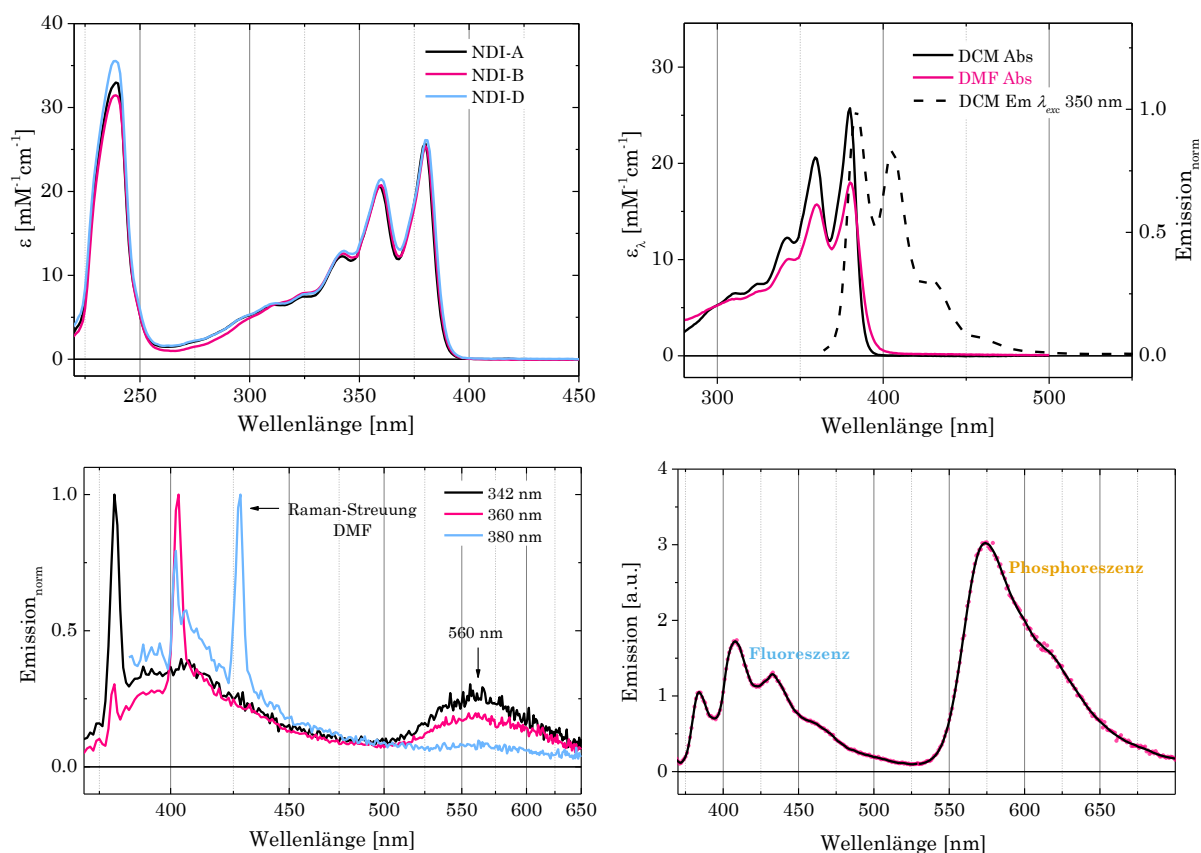 40
30
20
10
0
ε [mM⁻¹cm⁻¹]
NDI-A
NDI-B
NDI-D
250
300
350
400
450
Wellenlänge [nm]
30
20
10
0
ε_λ [mM⁻¹cm⁻¹]
DCM Abs
DMF Abs
DCM Em λ_exc 350 nm
1.0
0.5
0.0
Emission_norm
300
400
500
Wellenlänge [nm]
1.0
0.5
0.0
Emission_norm
342 nm
360 nm
380 nm
Raman-Streuung
DMF
560 nm
400
450
500
550
600
650
Wellenlänge [nm]
4
3
2
1
0
Emission [a.u.]
Phosphoreszenz
Fluoreszenz
400
450
500
550
600
650
Wellenlänge [nm]